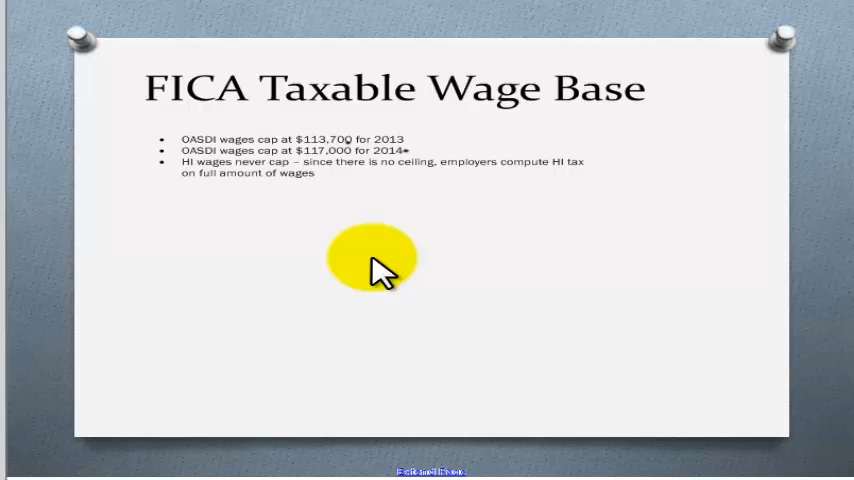 FICA Taxable Wage Base
• OASDI wages cap at $113,700 for 2013
• OASDI wages cap at $117,000 for 2014*
• HI wages never cap – since there is no ceiling, employers compute HI tax
on full amount of wages